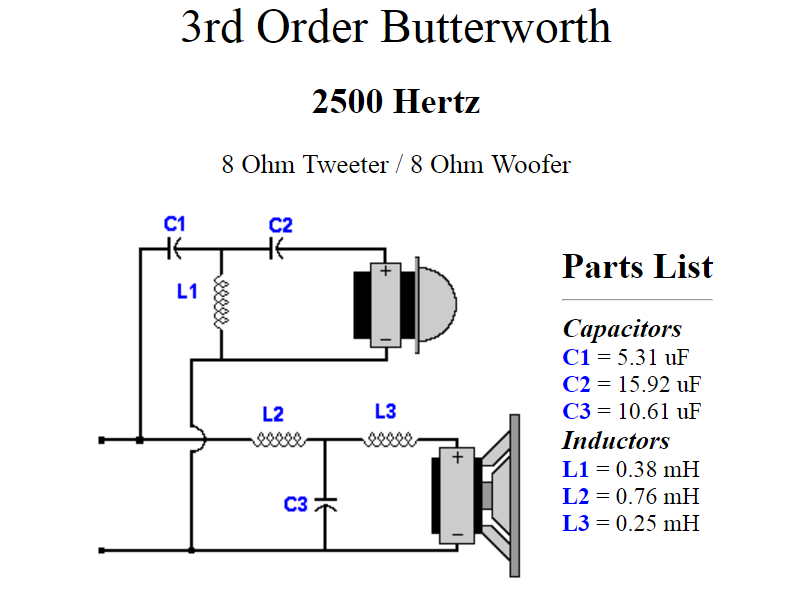 3rd Order Butterworth
2500 Hertz
8 Ohm Tweeter / 8 Ohm Woofer
C1
C2
L1
+
−
L2
L3
C3
+
−
Parts List
Capacitors
C1 = 5.31 uF
C2 = 15.92 uF
C3 = 10.61 uF
Inductors
L1 = 0.38 mH
L2 = 0.76 mH
L3 = 0.25 mH